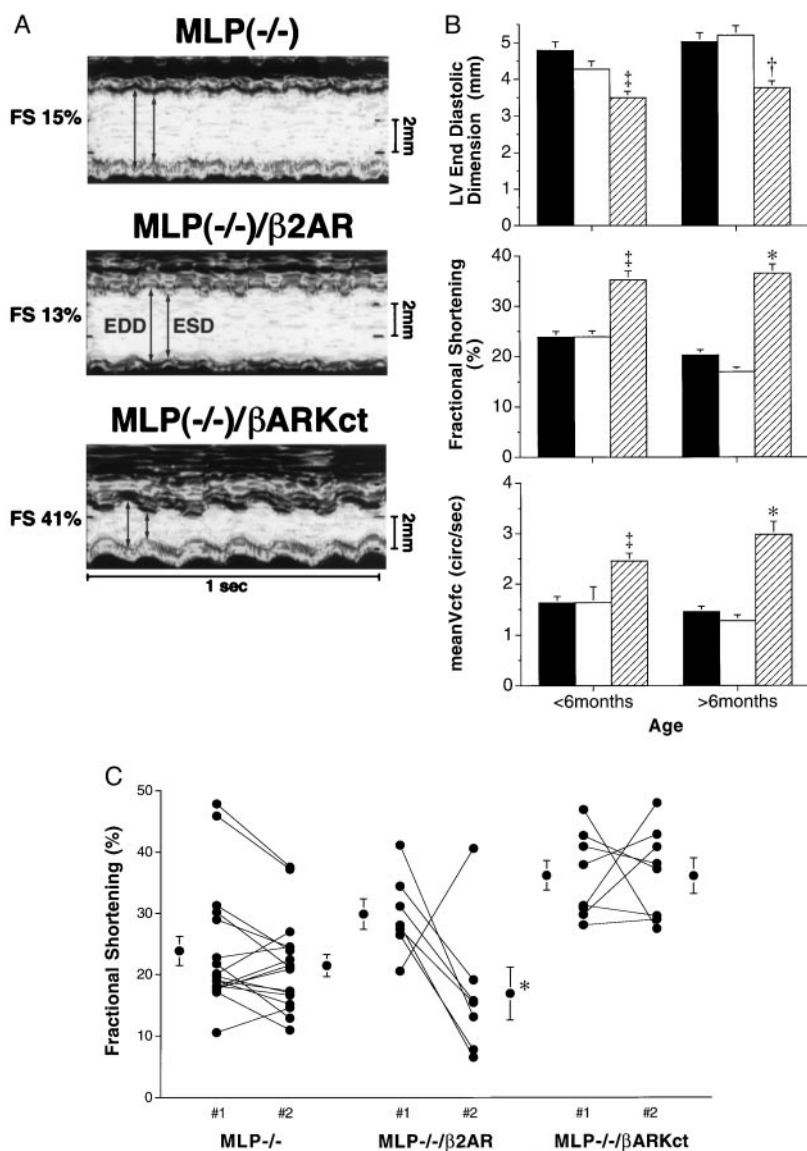 A
MLP(-/-)
FS 15%
2mm
MLP(-/-)/β2AR
FS 13%
EDD
ESD
2mm
MLP(-/-)/βARKct
FS 41%
2mm
1 sec
B
LV End Diastolic
Dimension (mm)
5
4
3
2
1
0
‡
†
Fractional Shortening
(%)
40
30
20
10
0
‡
*
meanVcfc (circ/sec)
4
3
2
1
0
‡
*
<6months
>6months
Age
C
Fractional Shortening (%)
50
40
30
20
10
0
*
#1
#2
#1
#2
#1
#2
MLP-/-
MLP-/-/β2AR
MLP-/-/βARKct